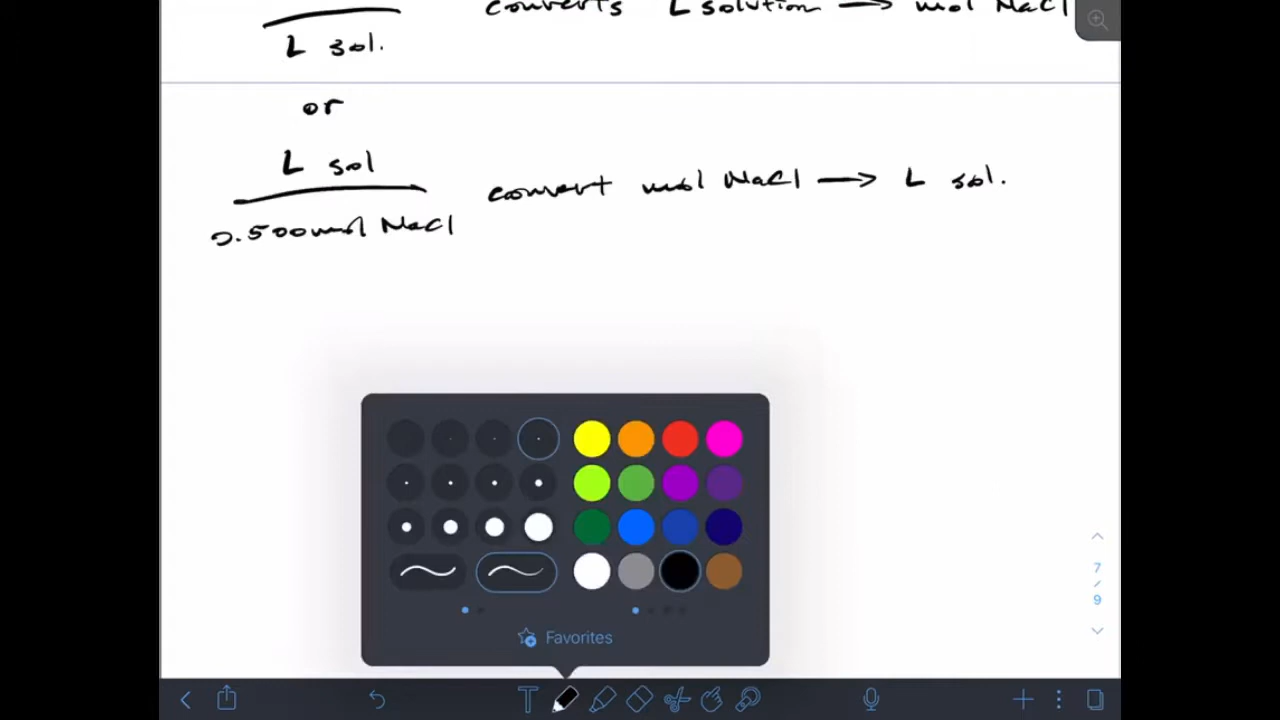 converts L solution → mol NaCl
L sol.
or
L sol
convert mol NaCl → L sol.
0.500 mol NaCl
Favorites
7
/
9
T